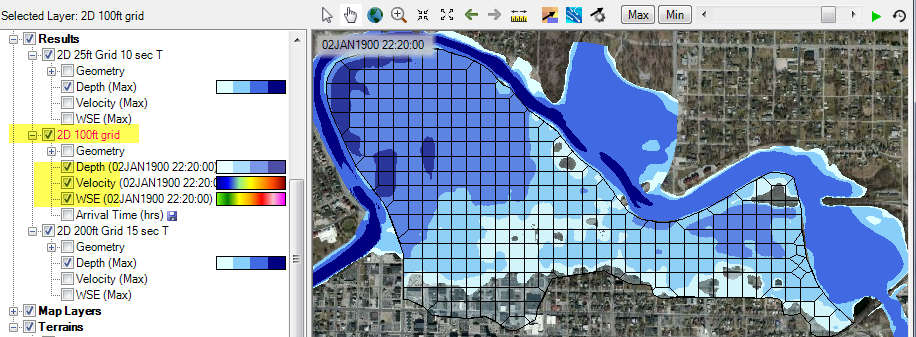 Selected Layer: 2D 100ft grid
Max Min
Results
2D 25ft Grid 10 sec T
Geometry
Depth (Max)
Velocity (Max)
WSE (Max)
2D 100ft grid
Geometry
Depth (02JAN1900 22:20:00)
Velocity (02JAN1900 22:20:0
WSE (02JAN1900 22:20:00)
Arrival Time (hrs)
2D 200ft Grid 15 sec T
Geometry
Depth (Max)
Velocity (Max)
WSE (Max)
Map Layers
Terrains
02JAN1900 22:20:00